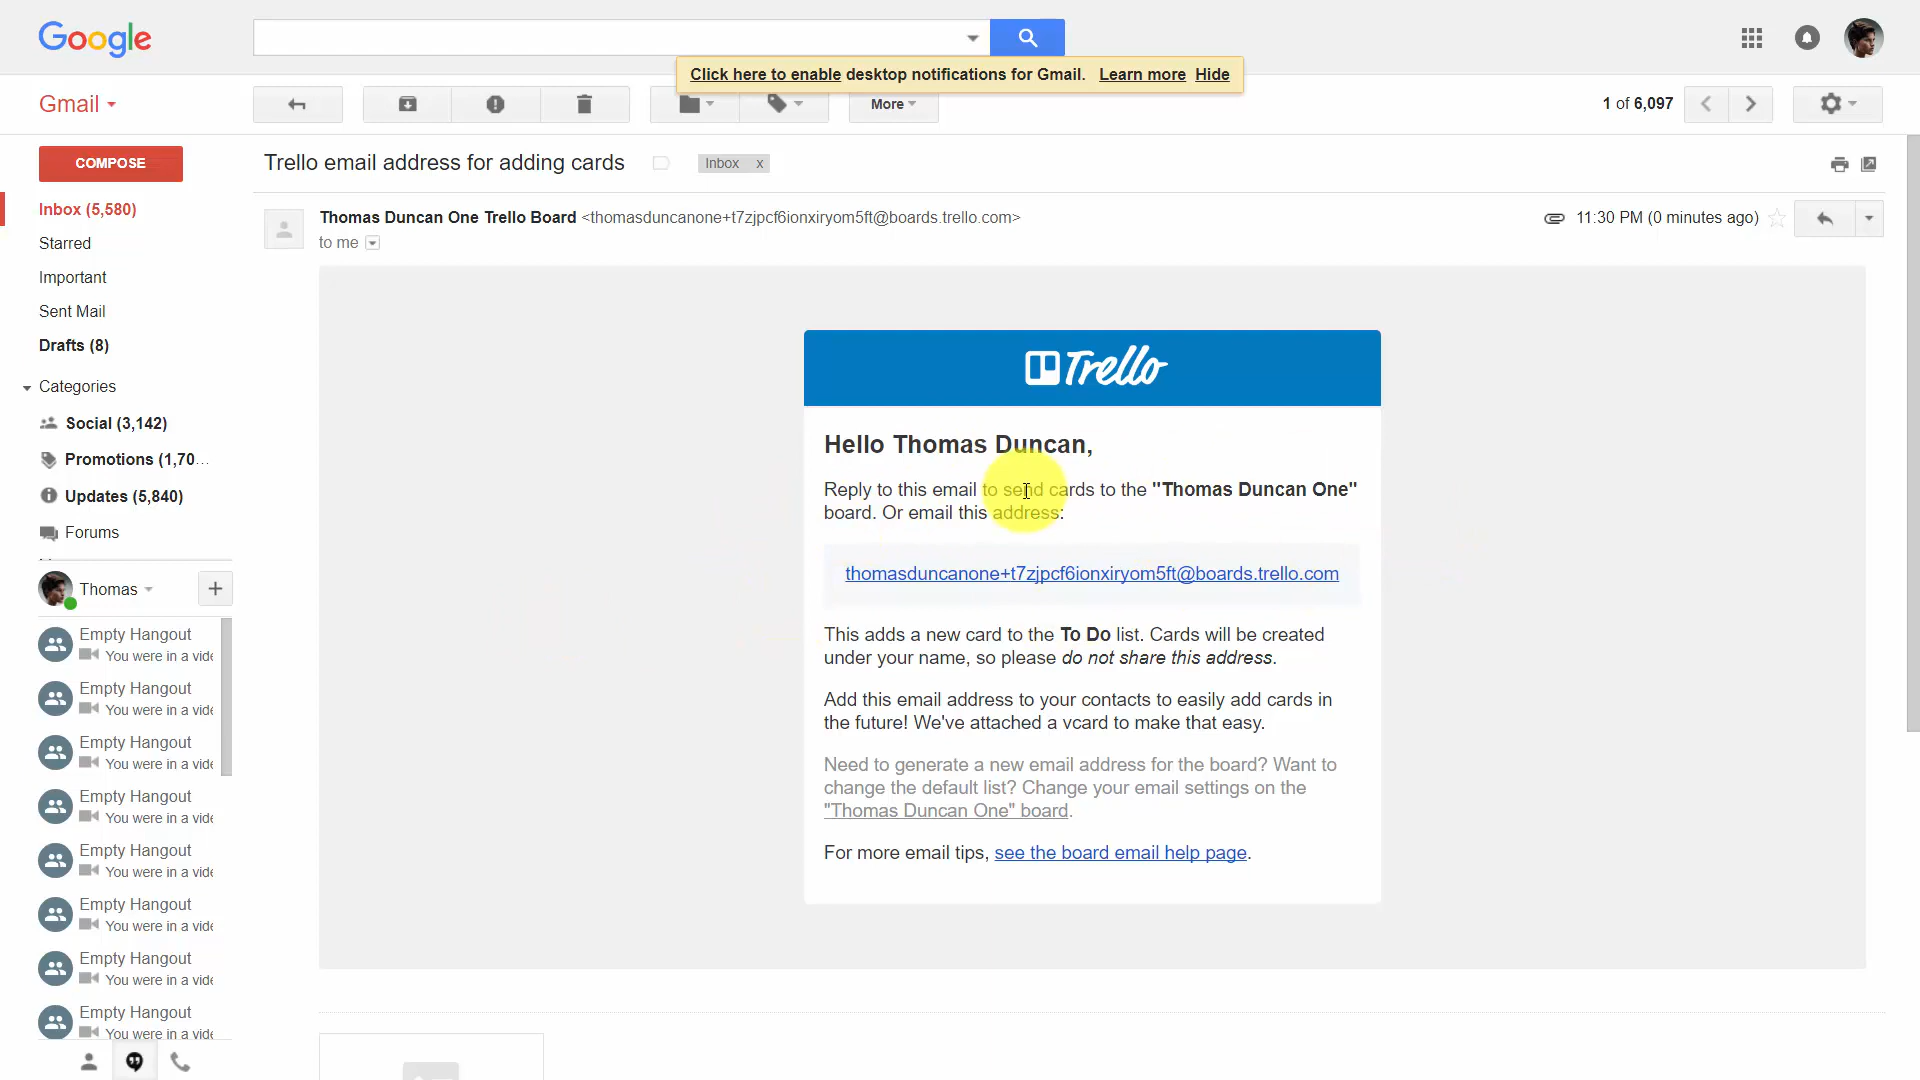 Google
Click here to enable desktop notifications for Gmail. Learn more Hide
Gmail
More
1 of 6,097
COMPOSE
Trello email address for adding cards
Inbox x
Inbox (5,580)
Thomas Duncan One Trello Board <thomasduncanone+t7zjpcf6ionxiryom5ft@boards.trello.com>
11:30 PM (0 minutes ago)
to me
Starred
Important
Sent Mail
Drafts (8)
Categories
Social (3,142)
Promotions (1,70...
Updates (5,840)
Forums
Thomas
Empty Hangout
You were in a vide
Empty Hangout
You were in a vide
Empty Hangout
You were in a vide
Empty Hangout
You were in a vide
Empty Hangout
You were in a vide
Empty Hangout
You were in a vide
Empty Hangout
You were in a vide
Empty Hangout
You were in a vide
Trello
Hello Thomas Duncan,
Reply to this email to send cards to the "Thomas Duncan One"
board. Or email this address:
thomasduncanone+t7zjpcf6ionxiryom5ft@boards.trello.com
This adds a new card to the To Do list. Cards will be created
under your name, so please do not share this address.
Add this email address to your contacts to easily add cards in
the future! We've attached a vcard to make that easy.
Need to generate a new email address for the board? Want to
change the default list? Change your email settings on the
"Thomas Duncan One" board.
For more email tips, see the board email help page.